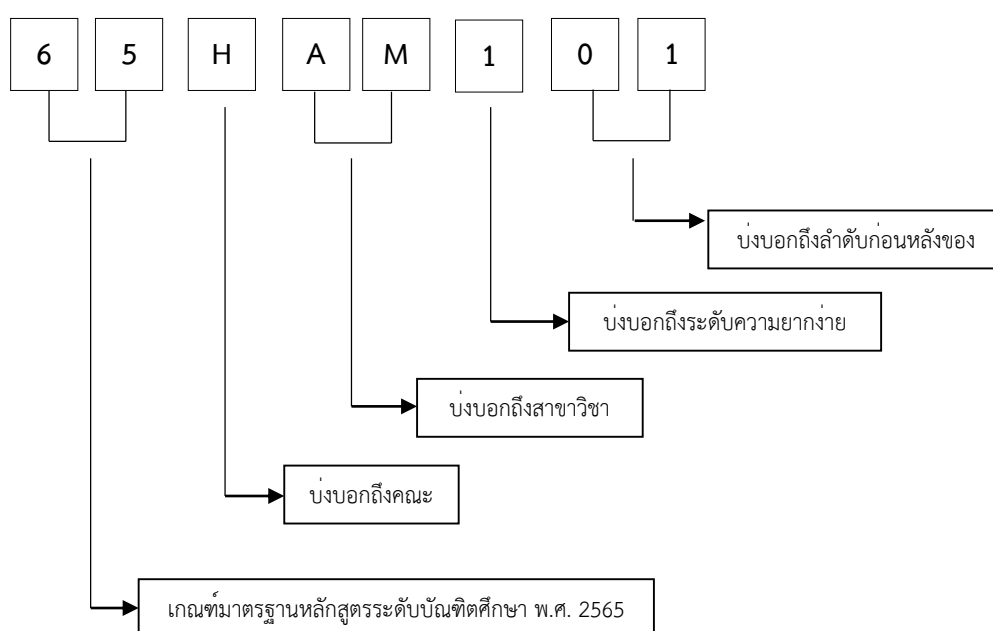 6 5 H A M 1 0 1
บ่งบอกถึงลำดับก่อนหลังของ
บ่งบอกถึงระดับความยากง่าย
บ่งบอกถึงสาขาวิชา
บ่งบอกถึงคณะ
เกณฑ์มาตรฐานหลักสูตรระดับบัณฑิตศึกษา พ.ศ. 2565